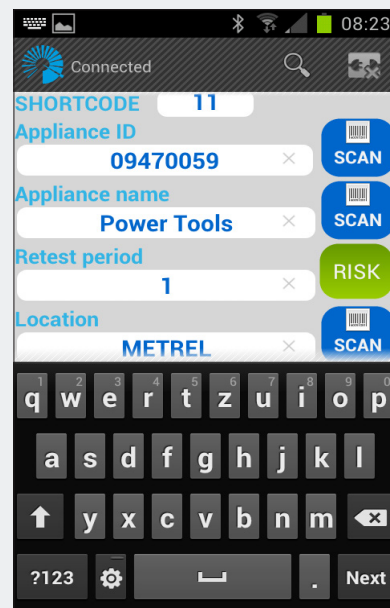 08:23
Connected
SHORTCODE 11
Appliance ID
09470059 × SCAN
Appliance name
Power Tools × SCAN
Retest period
1 × RISK
Location
METREL × SCAN
1 2 3 4 5 6 7 8 9 0
q w e r t z u i o p
a s d f g h j k l
y x c v b n m
?123 . Next